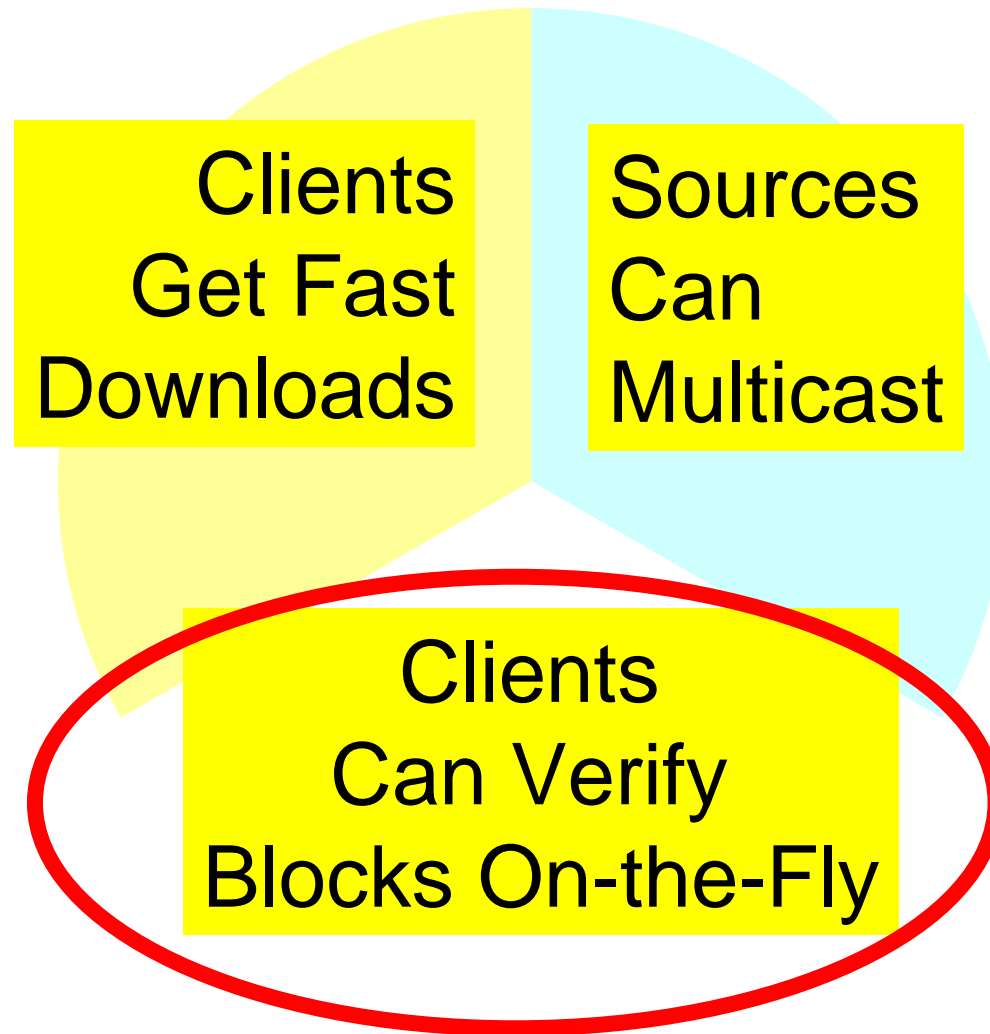 Clients
Get Fast
Downloads
Sources
Can
Multicast
Clients
Can Verify
Blocks On-the-Fly